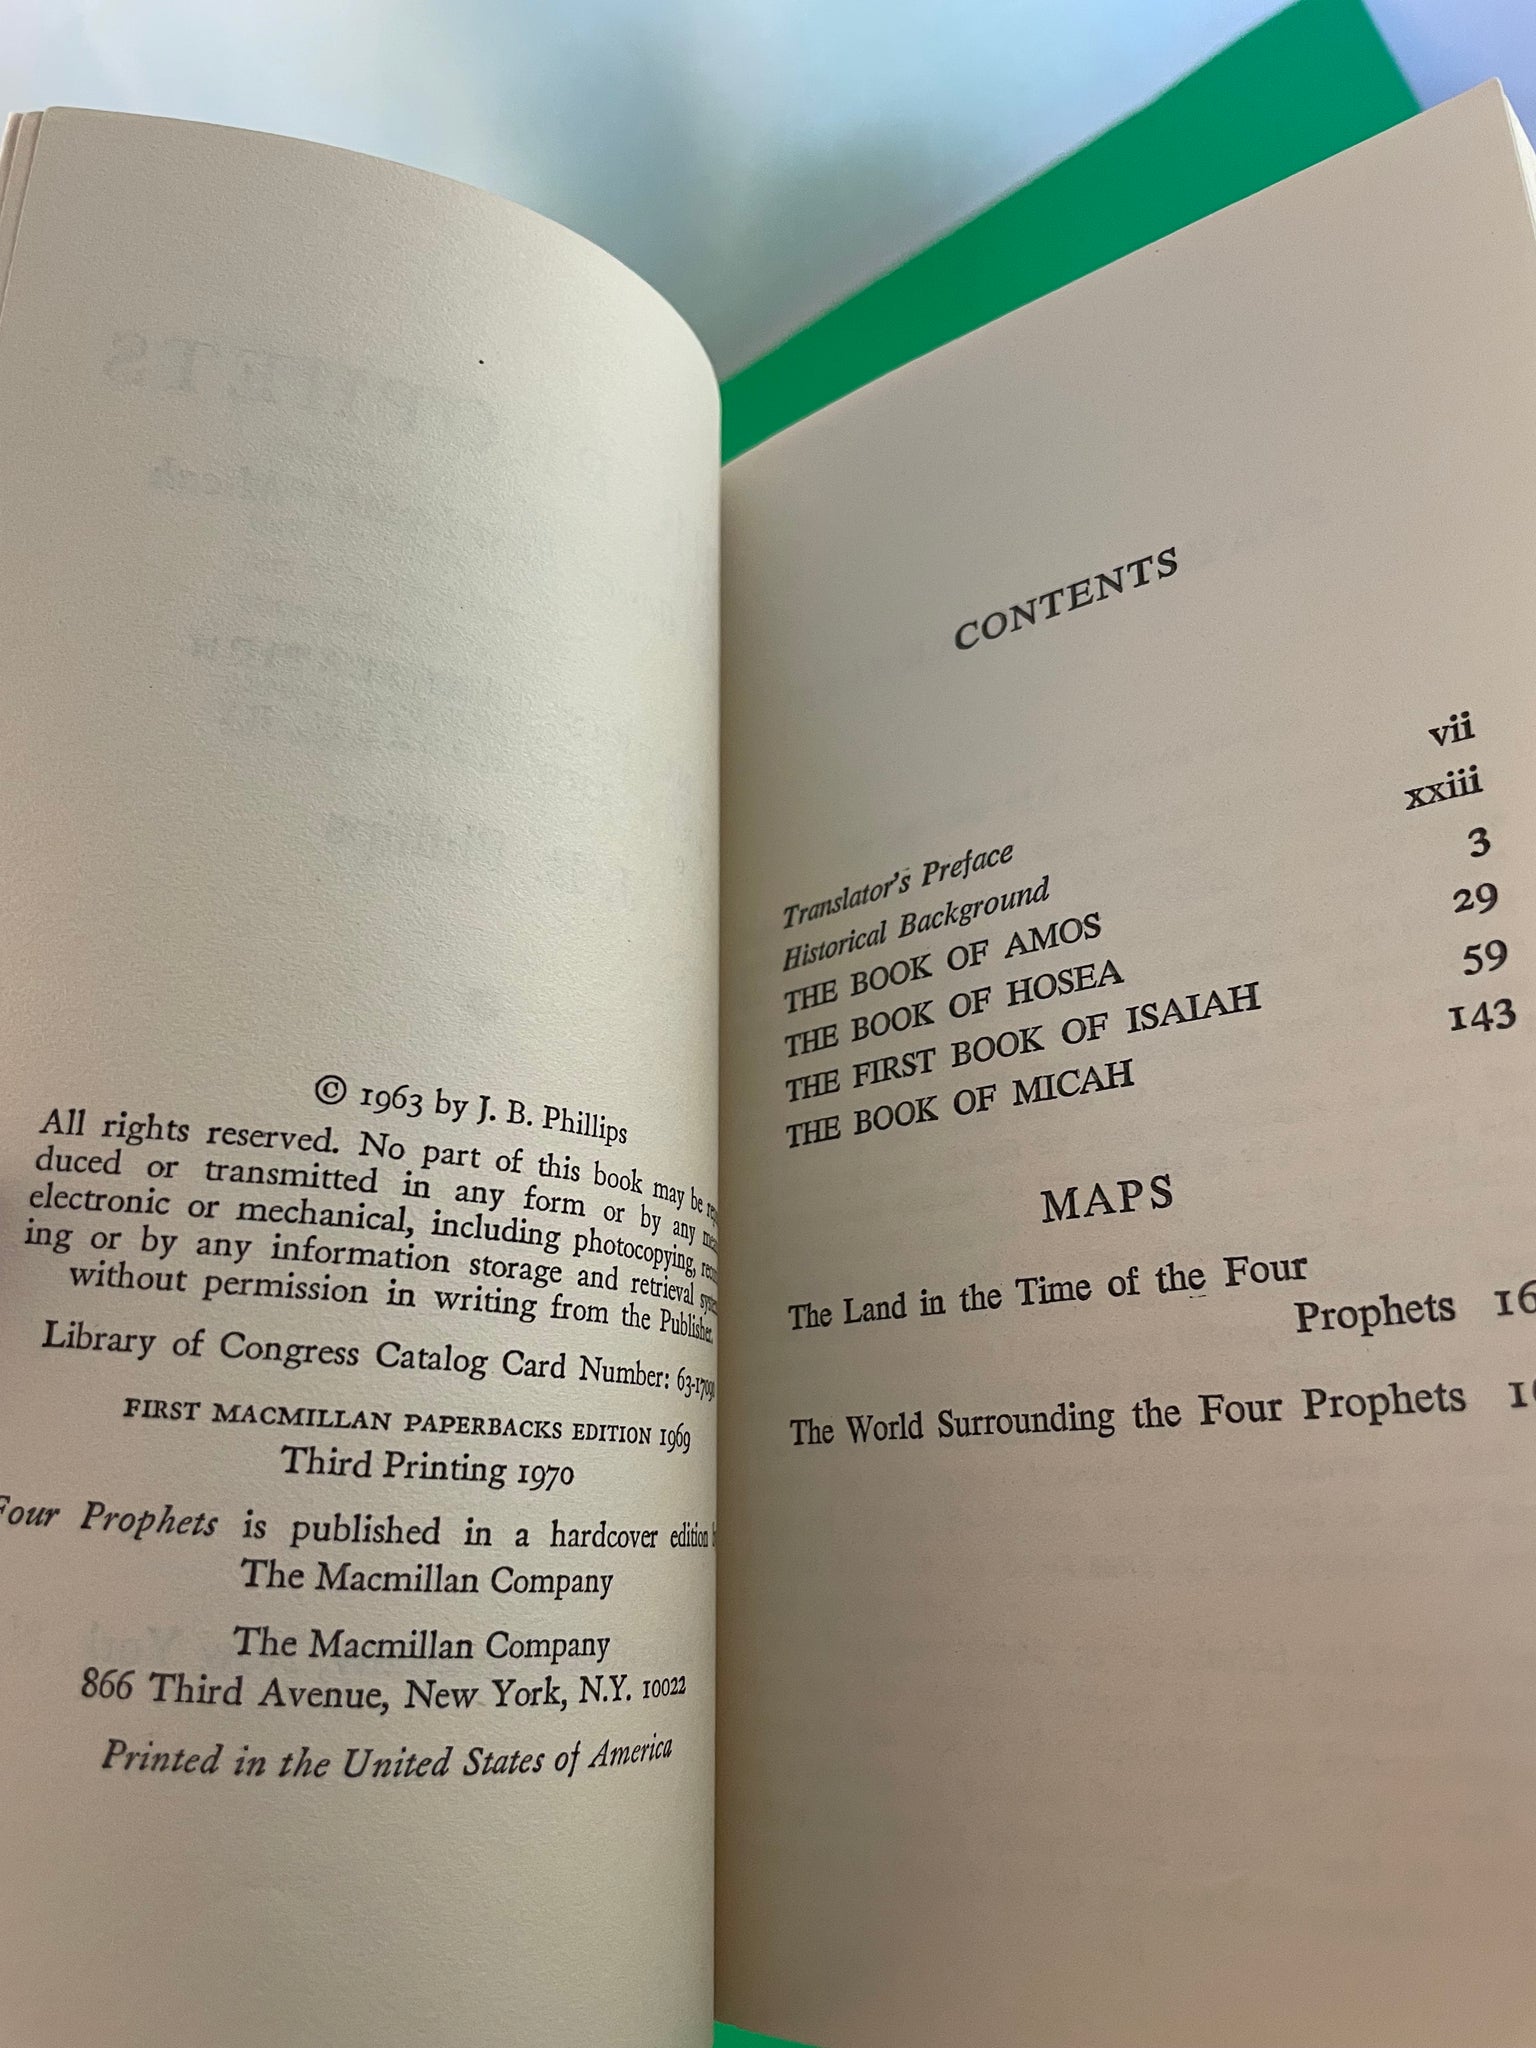 © 1963 by J. B. Phillips
All rights reserved. No part of this book may be
duced or transmitted in any form or by any
electronic or mechanical, including photocopying,
ing or by any information storage and retrieval
without permission in writing from the Publisher.
Library of Congress Catalog Card Number:
FIRST MACMILLAN PAPERBACKS EDITION 1969
Third Printing 1970
Four Prophets is published in a hardcover edition
The Macmillan Company
The Macmillan Company
866 Third Avenue, New York, N.Y. 10022
Printed in the United States of America
CONTENTS
Translator's Preface vii
Historical Background xxiii
THE BOOK OF AMOS 3
THE BOOK OF HOSEA 29
THE FIRST BOOK OF ISAIAH 59
THE BOOK OF MICAH 143
MAPS
The Land in the Time of the Four
Prophets
The World Surrounding the Four Prophets